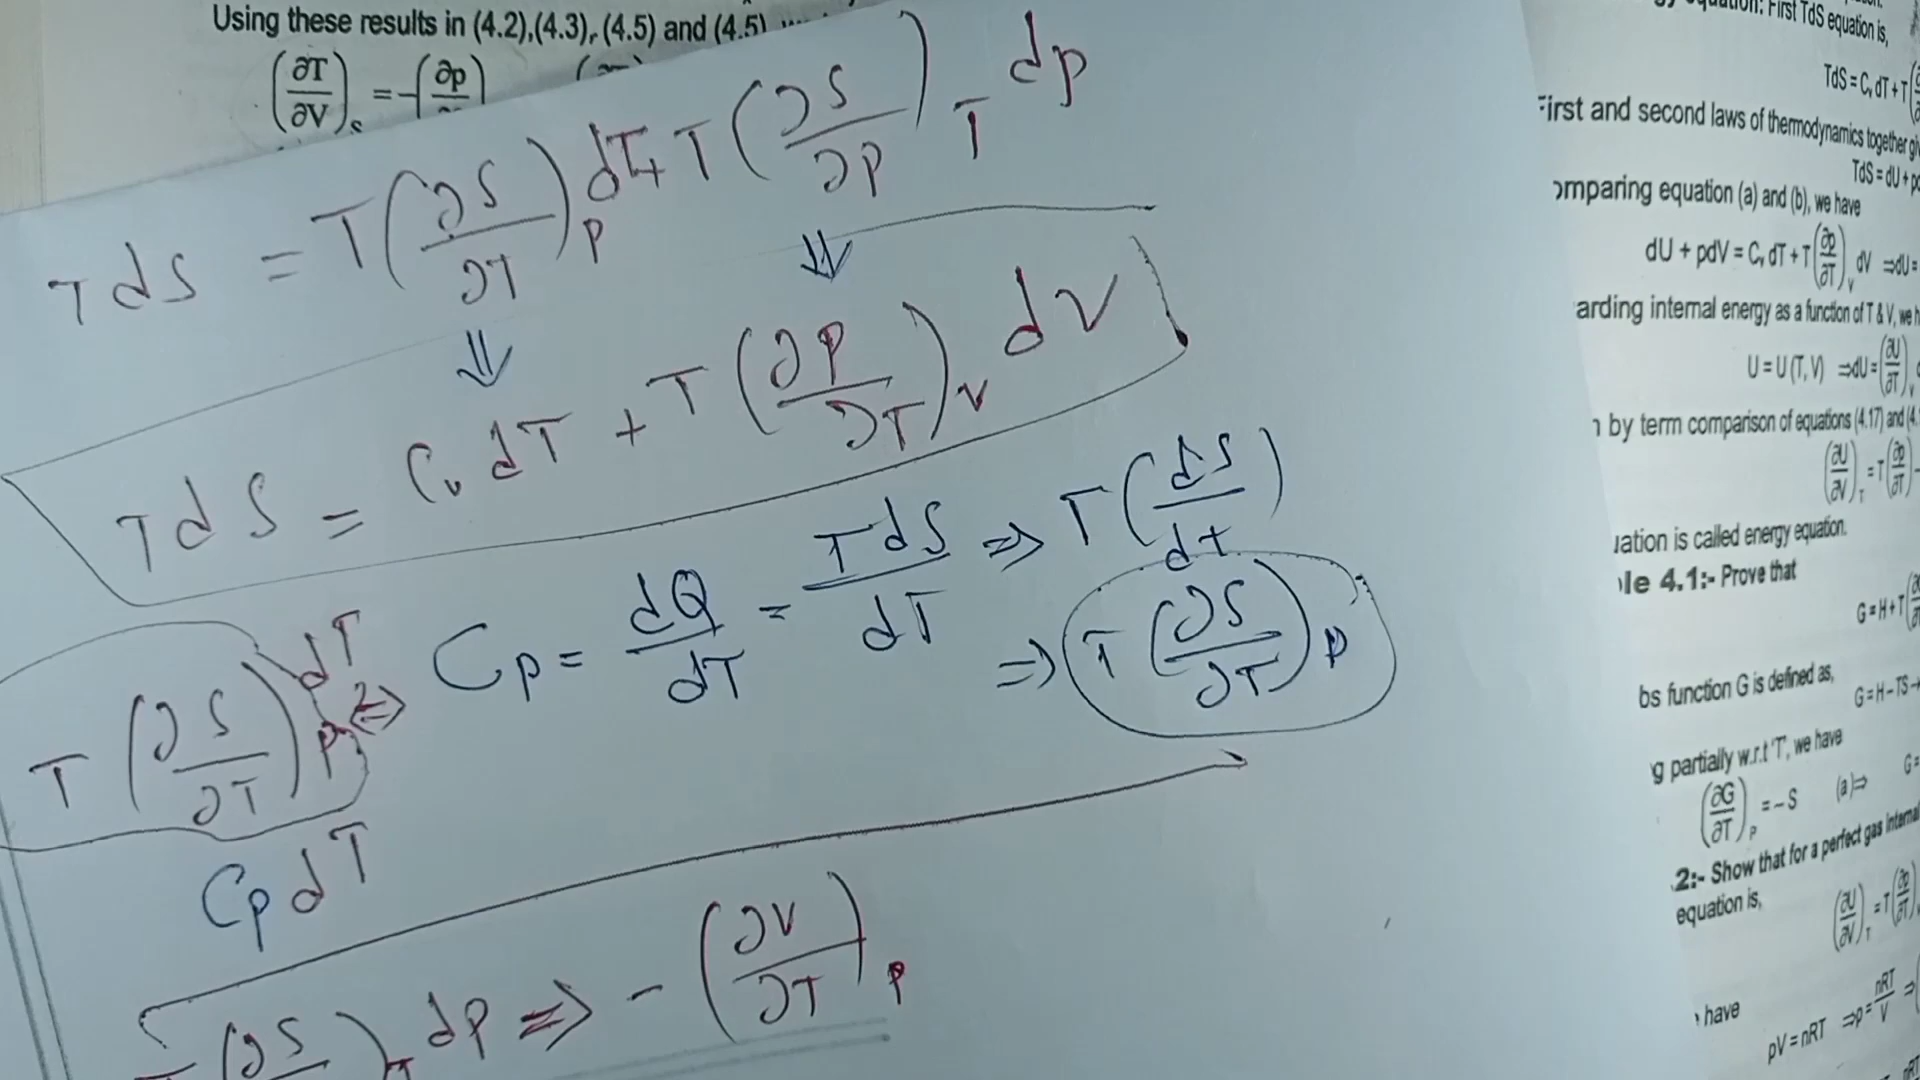 Using these results in (4.2),(4.3), (4.5) and (4.5)
(∂T/∂V)s = -(∂p/
TdS = T(∂S/∂T)p dT + T(∂S/∂P)T dp
⇓ ⇓
TdS = Cv dT + T(∂P/∂T)v dV
Cp = dQ/dT = TdS/dT ⇒ T(ds/dt)
⇒ T(∂S/∂T)p
T(∂S/∂T)p dT
Cp dT
(∂S dp ⇒ -(∂V/∂T)p
First TdS equation is,
TdS = Cv dT + T
First and second laws of thermodynamics together
TdS = dU +
omparing equation (a) and (b), we have
dU + pdV = Cv dT + T(∂p/∂T)v dV ⇒dU=
arding internal energy as a function of T & V, we
U = U (T, V) ⇒dU = (∂U/∂T)v
by term comparison of equations (4.17) and
(∂U/∂V)T = T(∂p/∂T) -
uation is called energy equation.
le 4.1:- Prove that
G = H + T
bs function G is defined as,
G = H - TS
g partially w.r.t 'T', we have
(∂G/∂T)P = - S (a)⇒ G =
2:- Show that for a perfect gas
equation is,
(∂U/∂V)T = T(∂p/∂T)
have
pV = nRT ⇒p = nRT/V ⇒